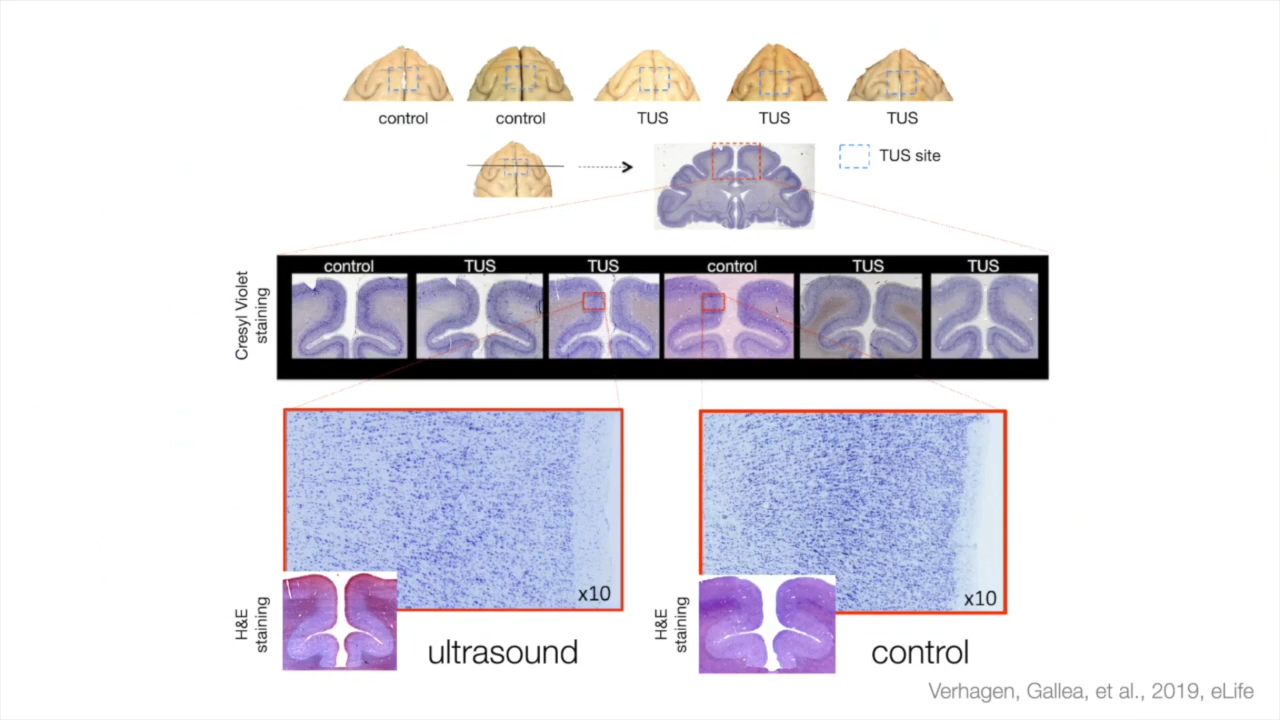 control
control
TUS
TUS
TUS
TUS site
control
TUS
TUS
control
TUS
TUS
Cresyl Violet
staining
x10
x10
H&E
staining
ultrasound
H&E
staining
control
Verhagen, Gallea, et al., 2019, eLife